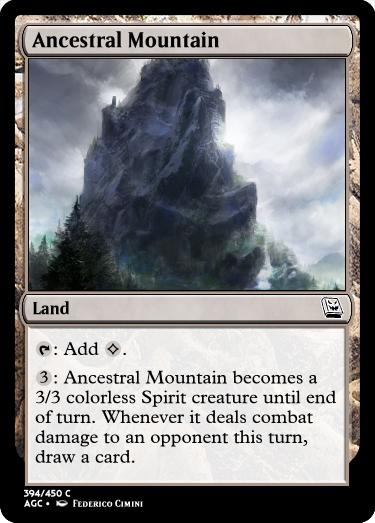 Ancestral Mountain
Land
: Add .
3: Ancestral Mountain becomes a
3/3 colorless Spirit creature until end
of turn. Whenever it deals combat
damage to an opponent this turn,
draw a card.
394/450 C
AGC • Federico Cimini